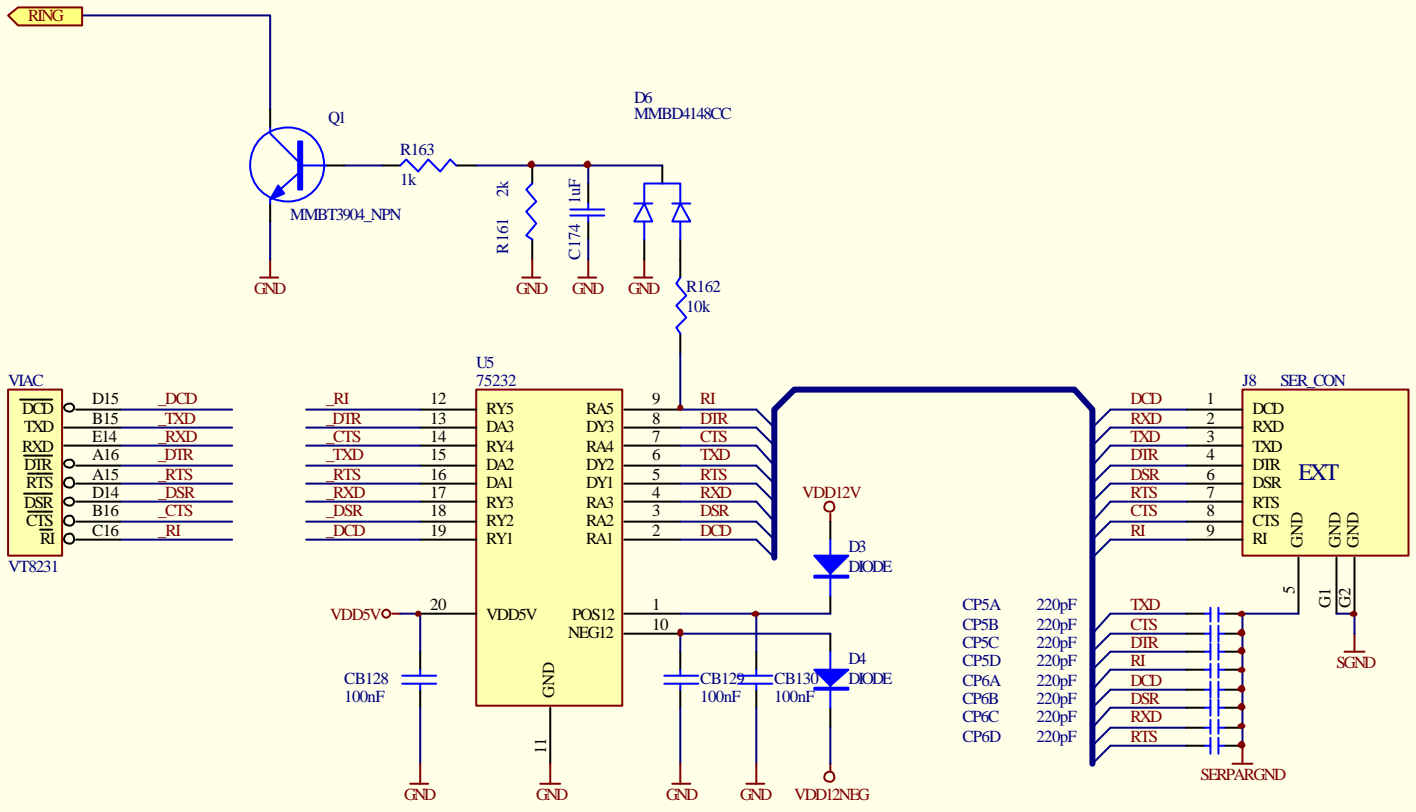 RING
Q1
MMBT3904_NPN
GND
R163
1k
R161 2k
GND
C174 1uF
GND
D6
MMBD4148CC
GND
R162
10k
VIAC
DCD D15 _DCD
TXD B15 _TXD
RXD E14 _RXD
DTR A16 _DTR
RTS A15 _RTS
DSR D14 _DSR
CTS B16 _CTS
RI C16 _RI
VT8231
U5
75232
_RI 12 RY5 RA5 9 RI
_DTR 13 DA3 DY3 8 DTR
_CTS 14 RY4 RA4 7 CTS
_TXD 15 DA2 DY2 6 TXD
_RTS 16 DA1 DY1 5 RTS
_RXD 17 RY3 RA3 4 RXD
_DSR 18 RY2 RA2 3 DSR
_DCD 19 RY1 RA1 2 DCD
VDD5V 20 VDD5V POS12 1
NEG12 10
GND
11
GND
CB128
100nF
GND
CB129
100nF
GND
CB130
100nF
GND
VDD12V
D3
DIODE
D4
DIODE
VDD12NEG
J8 SER_CON
DCD 1 DCD
RXD 2 RXD
TXD 3 TXD
DTR 4 DTR
DSR 6 DSR
RTS 7 RTS
CTS 8 CTS
RI 9 RI
EXT
GND GND GND
5 G1 G2
SGND
CP5A 220pF TXD
CP5B 220pF CTS
CP5C 220pF DTR
CP5D 220pF RI
CP6A 220pF DCD
CP6B 220pF DSR
CP6C 220pF RXD
CP6D 220pF RTS
SERPARGND